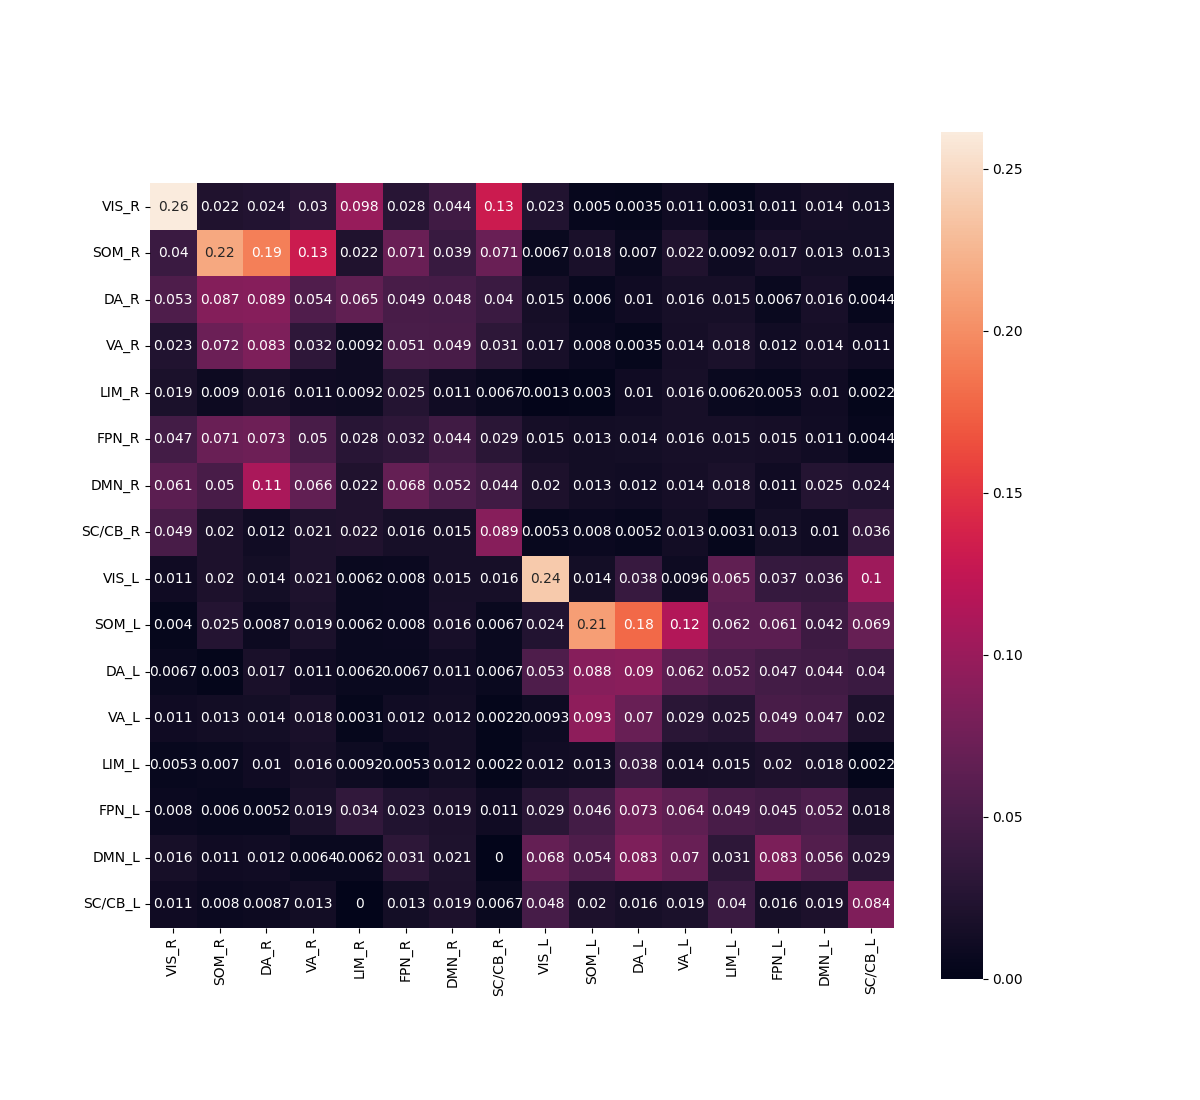 VIS_R 0.26 0.022 0.024 0.03 0.098 0.028 0.044 0.13 0.023 0.005 0.0035 0.011 0.0031 0.011 0.014 0.013
SOM_R 0.04 0.22 0.19 0.13 0.022 0.071 0.039 0.071 0.0067 0.018 0.007 0.022 0.0092 0.017 0.013 0.013
DA_R 0.053 0.087 0.089 0.054 0.065 0.049 0.048 0.04 0.015 0.006 0.01 0.016 0.015 0.0067 0.016 0.0044
VA_R 0.023 0.072 0.083 0.032 0.0092 0.051 0.049 0.031 0.017 0.008 0.0035 0.014 0.018 0.012 0.014 0.011
LIM_R 0.019 0.009 0.016 0.011 0.0092 0.025 0.011 0.0067 0.0013 0.003 0.01 0.016 0.0062 0.0053 0.01 0.0022
FPN_R 0.047 0.071 0.073 0.05 0.028 0.032 0.044 0.029 0.015 0.013 0.014 0.016 0.015 0.015 0.011 0.0044
DMN_R 0.061 0.05 0.11 0.066 0.022 0.068 0.052 0.044 0.02 0.013 0.012 0.014 0.018 0.011 0.025 0.024
SC/CB_R 0.049 0.02 0.012 0.021 0.022 0.016 0.015 0.089 0.0053 0.008 0.0052 0.013 0.0031 0.013 0.01 0.036
VIS_L 0.011 0.02 0.014 0.021 0.0062 0.008 0.015 0.016 0.24 0.014 0.038 0.0096 0.065 0.037 0.036 0.1
SOM_L 0.004 0.025 0.0087 0.019 0.0062 0.008 0.016 0.0067 0.024 0.21 0.18 0.12 0.062 0.061 0.042 0.069
DA_L 0.0067 0.003 0.017 0.011 0.0062 0.0067 0.011 0.0067 0.053 0.088 0.09 0.062 0.052 0.047 0.044 0.04
VA_L 0.011 0.013 0.014 0.018 0.0031 0.012 0.012 0.0022 0.0093 0.093 0.07 0.029 0.025 0.049 0.047 0.02
LIM_L 0.0053 0.007 0.01 0.016 0.0092 0.0053 0.012 0.0022 0.012 0.013 0.038 0.014 0.015 0.02 0.018 0.0022
FPN_L 0.008 0.006 0.0052 0.019 0.034 0.023 0.019 0.011 0.029 0.046 0.073 0.064 0.049 0.045 0.052 0.018
DMN_L 0.016 0.011 0.012 0.0064 0.0062 0.031 0.021 0 0.068 0.054 0.083 0.07 0.031 0.083 0.056 0.029
SC/CB_L 0.011 0.008 0.0087 0.013 0 0.013 0.019 0.0067 0.048 0.02 0.016 0.019 0.04 0.016 0.019 0.084
VIS_R SOM_R DA_R VA_R LIM_R FPN_R DMN_R SC/CB_R VIS_L SOM_L DA_L VA_L LIM_L FPN_L DMN_L SC/CB_L
0.25
0.20
0.15
0.10
0.05
0.00